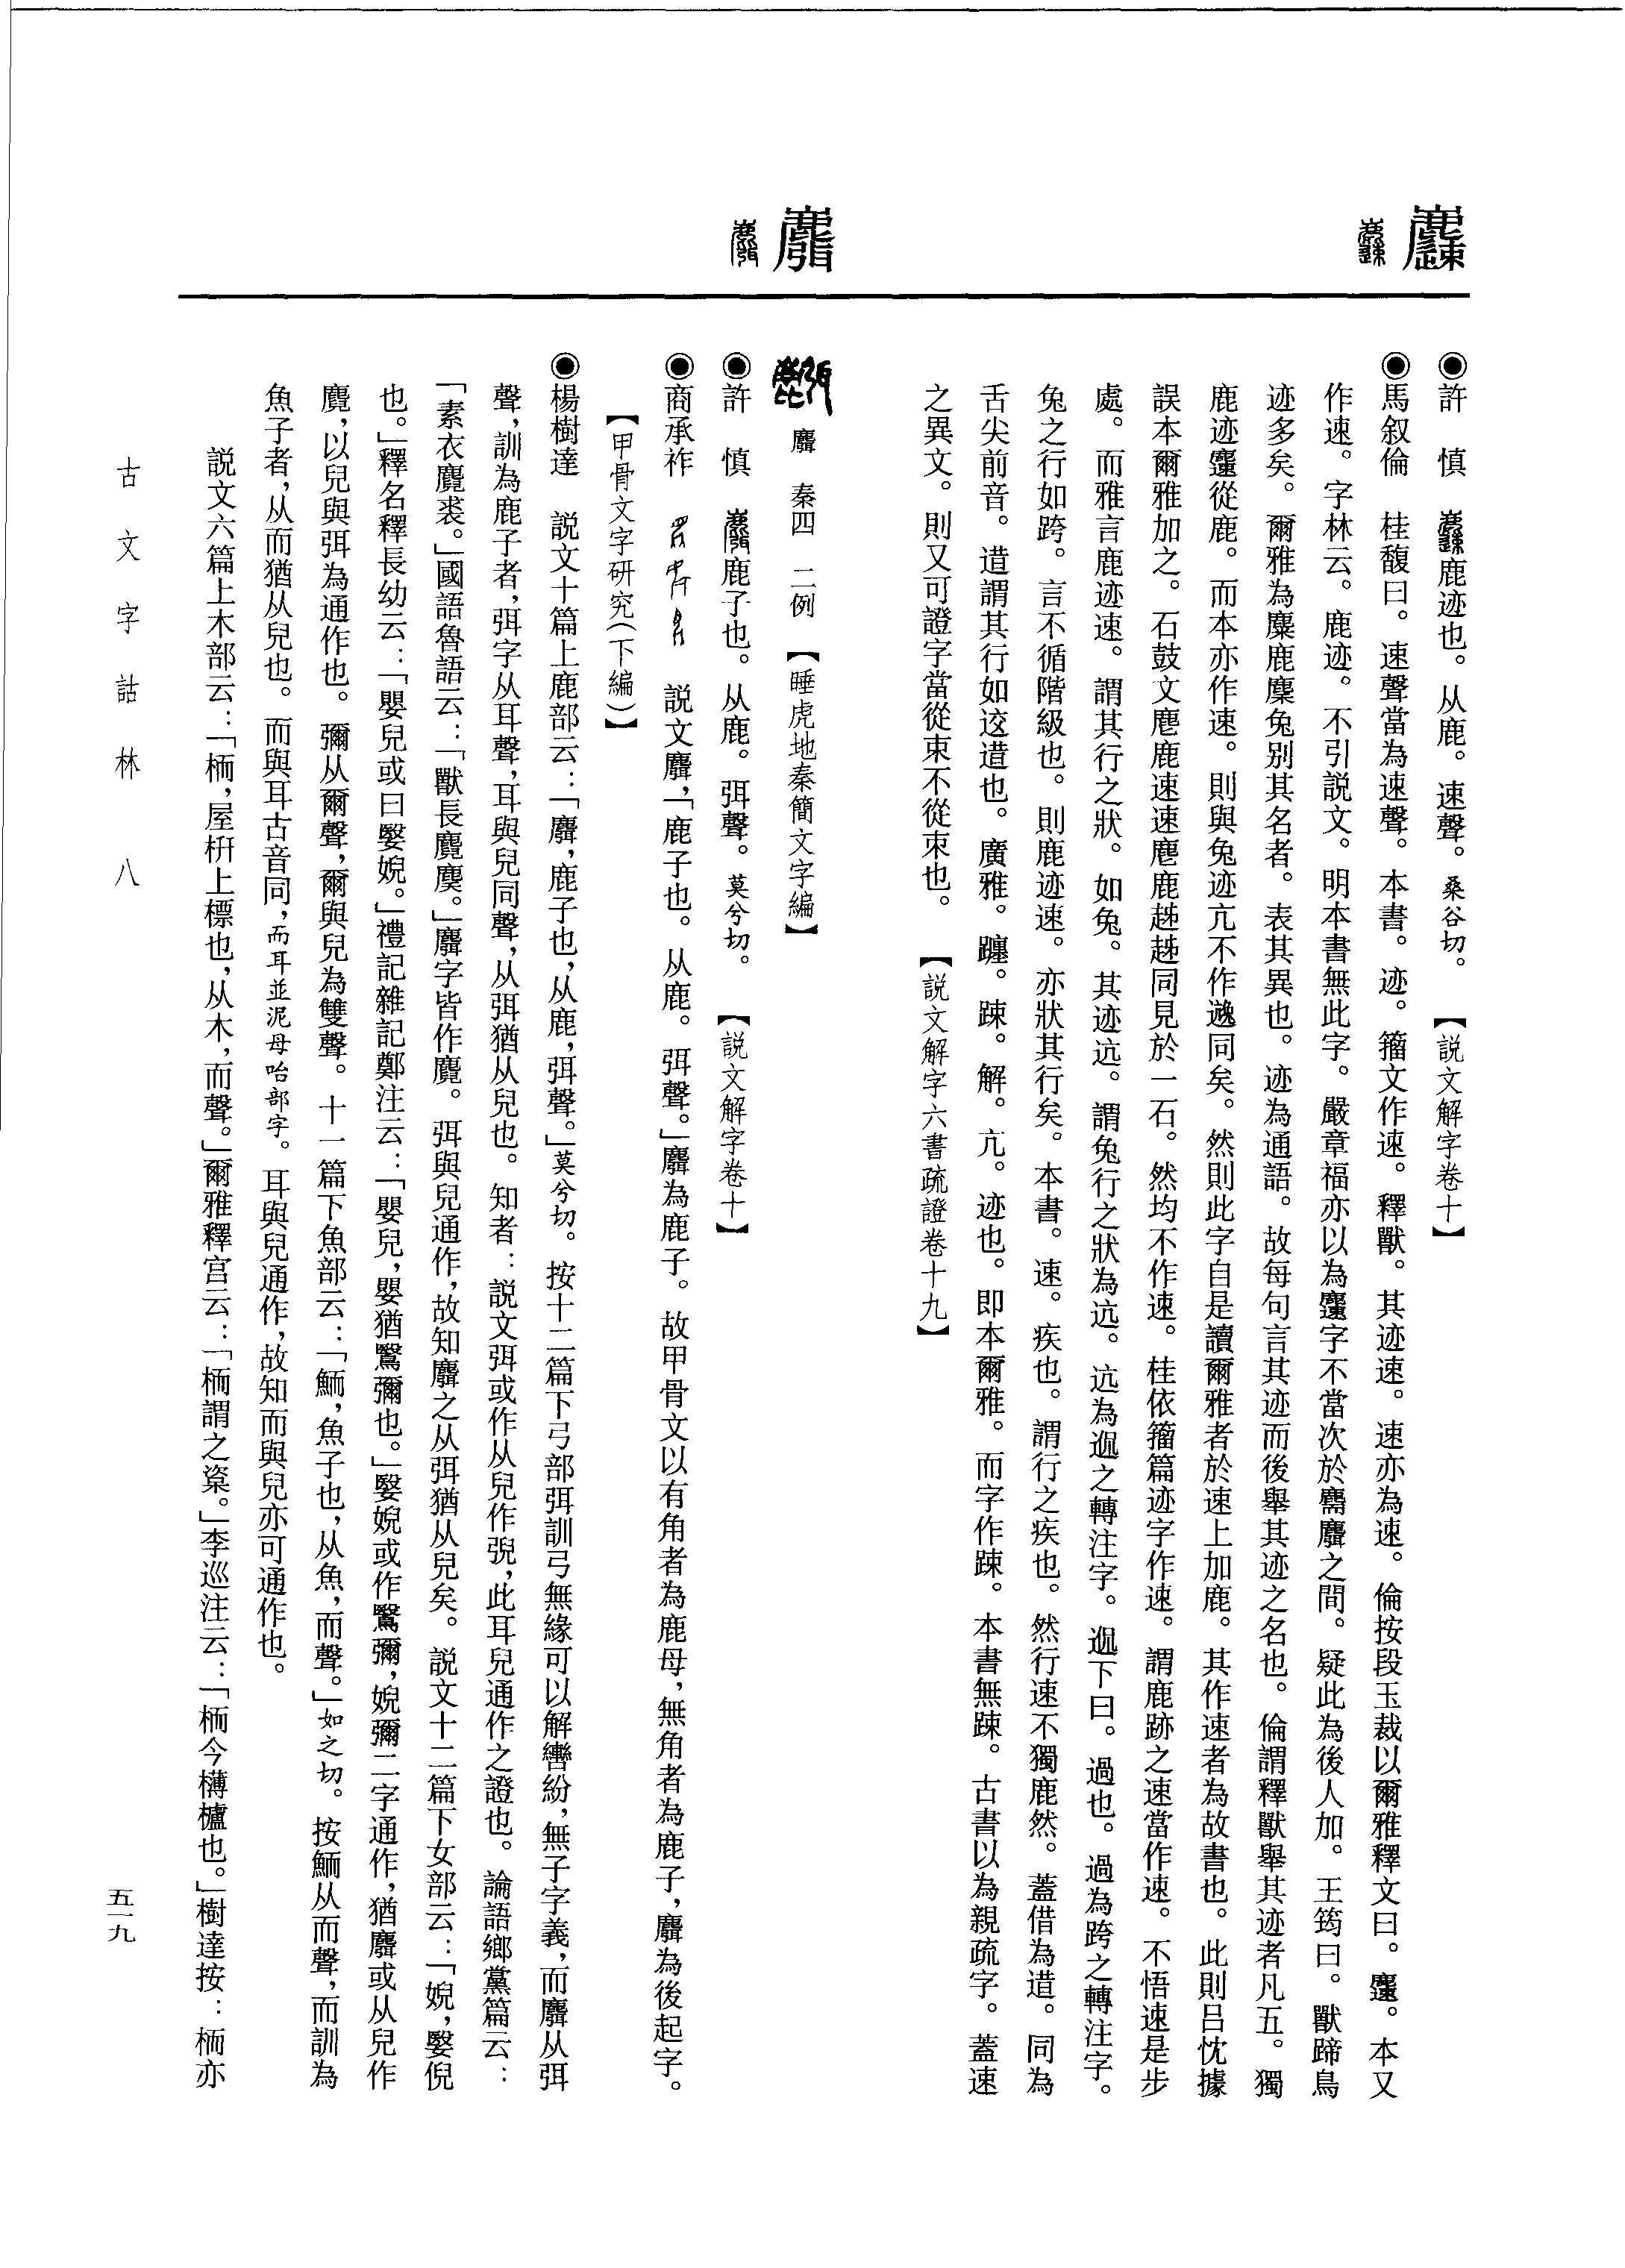 麤 
麛
◉許　慎　鹿迹也。从鹿。速聲。桑谷切。　【説文解字卷十】
◉馬叙倫　桂馥曰。速聲當為速聲。本書。迹。籀文作速。釋獸。其迹速。速亦為速。倫按段玉裁以爾雅釋文曰。䴝。本又
作速。字林云。鹿迹。不引説文。明本書無此字。嚴章福亦以為䴝字不當次於麔麛之間。疑此為後人加。王筠曰。獸蹄鳥
迹多矣。爾雅為麋鹿麇兔別其名者。表其異也。迹為通語。故每句言其迹而後舉其迹之名也。倫謂釋獸舉其迹者凡五。獨
鹿迹䴝從鹿。而本亦作速。則與兔迹亢不作䢚同矣。然則此字自是讀爾雅者於速上加鹿。其作速者為故書也。此則吕忱據
誤本爾雅加之。石鼓文麀鹿速速麀鹿趚趚同見於一石。然均不作速。桂依籀篇迹字作速。謂鹿跡之速當作速。不悟速是步
處。而雅言鹿迹速。謂其行之狀。如兔。其迹迒。謂兔行之狀為迒。迒為䢚之轉注字。䢚下曰。過也。過為跨之轉注字。
兔之行如跨。言不循階級也。則鹿迹速。亦狀其行矣。本書。速。疾也。謂行之疾也。然行速不獨鹿然。蓋借為造。同為
舌尖前音。造謂其行如这造也。廣雅。躔。踈。解。亢。迹也。即本爾雅。而字作踈。本書無踈。古書以為親疏字。蓋速
之異文。則又可證字當從束不從朿也。　【説文解字六書疏證卷十九】
麛　秦四　二例　【睡虎地秦簡文字編】
◉許　慎　鹿子也。从鹿。弭聲。莫兮切。　【説文解字卷十】
◉商承祚　説文麛，「鹿子也。从鹿。弭聲。」麛為鹿子。故甲骨文以有角者為鹿母，無角者為鹿子，麛為後起字。
【甲骨文字研究（下編）】
◉楊樹達　説文十篇上鹿部云：「麛，鹿子也，从鹿，弭聲。」莫兮切。按十二篇下弓部弭訓弓無緣可以解轡紛，無子字義，而麛从弭
聲，訓為鹿子者，弭字从耳聲，耳與兒同聲，从弭猶从兒也。知者：説文弭或作从兒作𢏗，此耳兒通作之證也。論語鄉黨篇云：
「素衣麑裘。」國語魯語云：「獸長麑䴠。」麛字皆作麑。弭與兒通作，故知麛之从弭猶从兒矣。説文十二篇下女部云：「婗，嫛婗
也。」釋名釋長幼云：「嬰兒或曰嫛婗。」禮記雜記鄭注云：「嬰兒，嬰猶鷖彌也。」嫛婗或作鷖彌，婗彌二字通作，猶麛或从兒作
麑，以兒與弭為通作也。彌从爾聲，爾與兒為雙聲。十一篇下魚部云：「鮞，魚子也，从魚，而聲。」如之切。按鮞从而聲，而訓為
魚子者，从而猶从兒也。而與耳古音同，而耳並泥母咍部字。耳與兒通作，故知而與兒亦可通作也。
説文六篇上木部云：「栭，屋枅上標也，从木，而聲。」爾雅釋宫云：「栭謂之楶。」李巡注云：「栭今欂櫨也。」樹達按：栭亦
古文字詁林　八
五一九